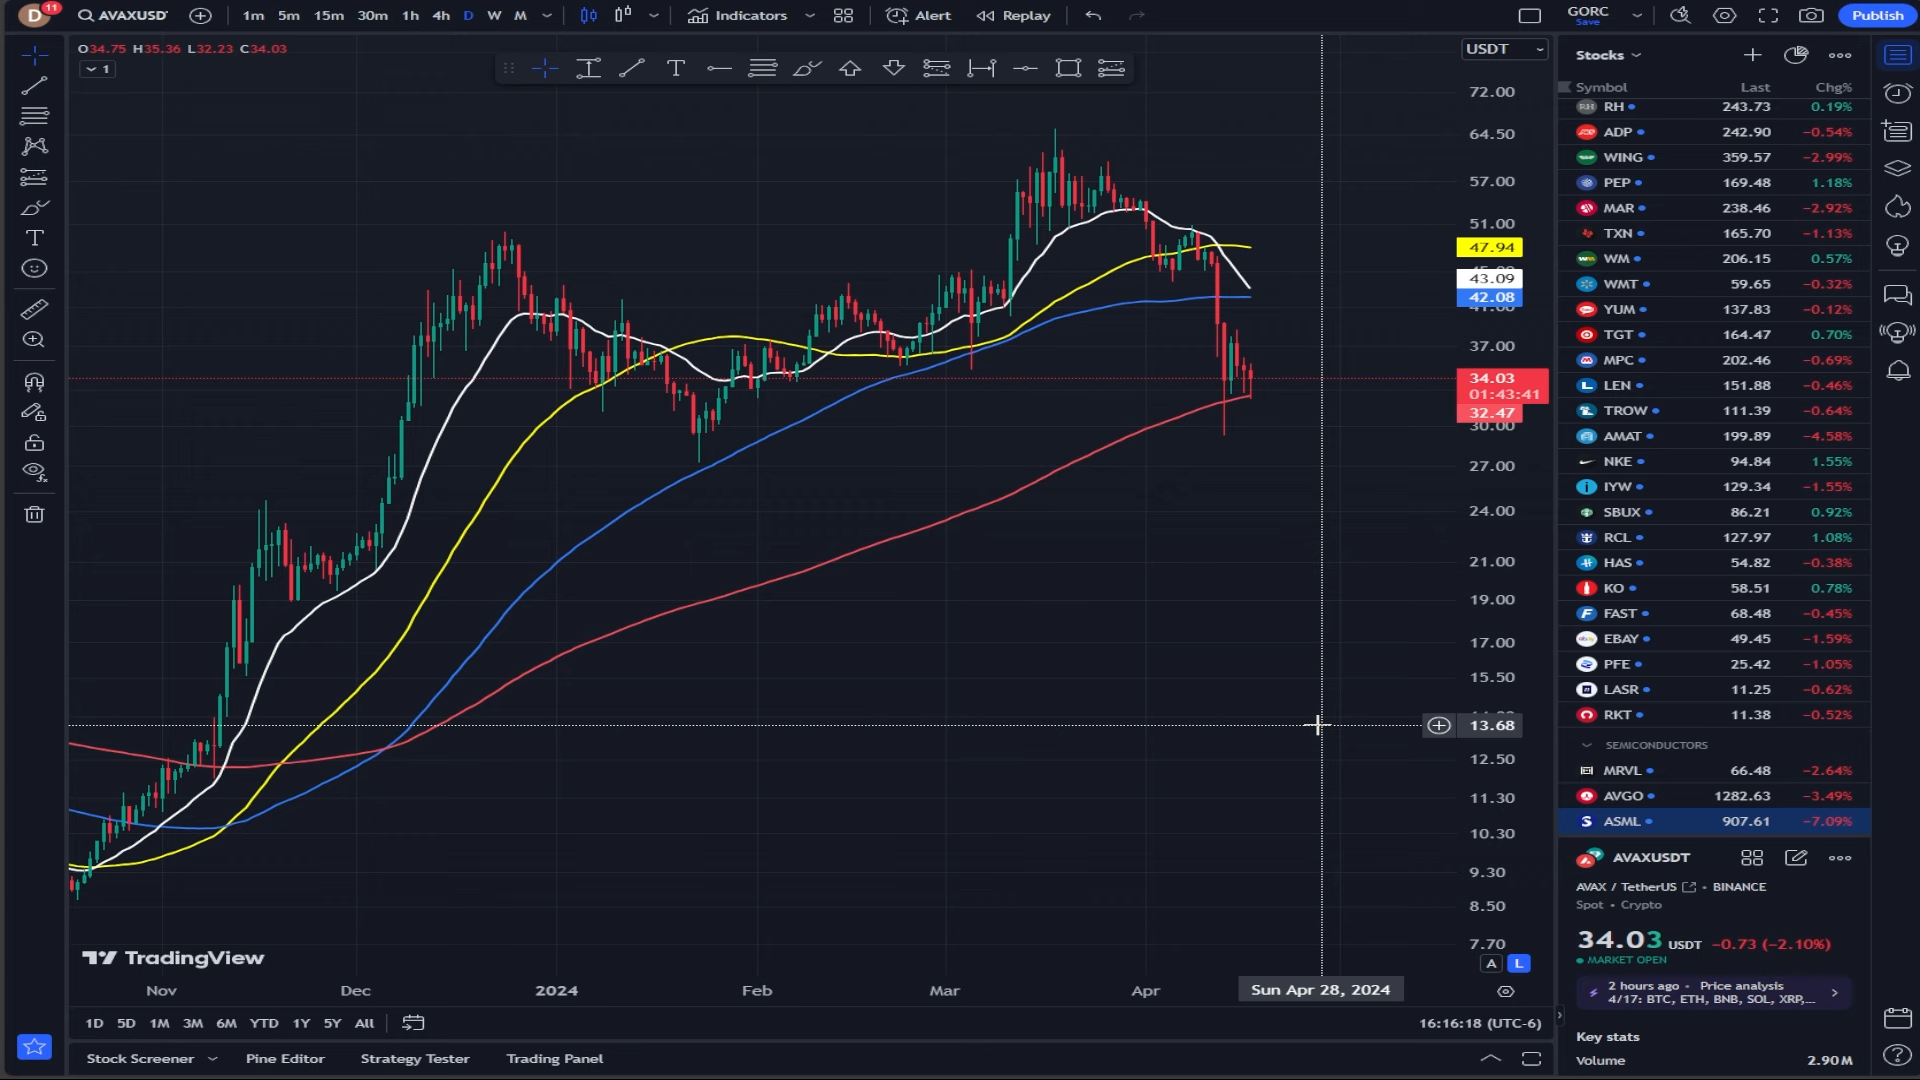 D 11 AVAXUSD 1m 5m 15m 30m 1h 4h D W M Indicators Alert Replay GORC Save Publish
O34.75 H35.36 L32.23 C34.03
1
USDT
72.00
64.50
57.00
51.00
47.94
43.09
42.08
37.00
34.03
01:43:41
32.47
30.00
27.00
24.00
21.00
19.00
17.00
15.50
13.68
12.50
11.30
10.30
9.30
8.50
7.70
A L
TradingView
Nov Dec 2024 Feb Mar Apr Sun Apr 28, 2024
1D 5D 1M 3M 6M YTD 1Y 5Y All 16:16:18 (UTC-6)
Stock Screener Pine Editor Strategy Tester Trading Panel
Stocks
Symbol Last Chg%
RH 243.73 0.19%
ADP 242.90 −0.54%
WING 359.57 −2.99%
PEP 169.48 1.18%
MAR 238.46 −2.92%
TXN 165.70 −1.13%
WM 206.15 0.57%
WMT 59.65 −0.32%
YUM 137.83 −0.12%
TGT 164.47 0.70%
MPC 202.46 −0.69%
LEN 151.88 −0.46%
TROW 111.39 −0.64%
AMAT 199.89 −4.58%
NKE 94.84 1.55%
IYW 129.34 −1.55%
SBUX 86.21 0.92%
RCL 127.97 1.08%
HAS 54.82 −0.38%
KO 58.51 0.78%
FAST 68.48 −0.45%
EBAY 49.45 −1.59%
PFE 25.42 −1.05%
LASR 11.25 −0.62%
RKT 11.38 −0.52%
SEMICONDUCTORS
MRVL 66.48 −2.64%
AVGO 1282.63 −3.49%
ASML 907.61 −7.09%
AVAXUSDT
AVAX / TetherUS • BINANCE
Spot • Crypto
34.03 USDT −0.73 (−2.10%)
MARKET OPEN
2 hours ago • Price analysis
4/17: BTC, ETH, BNB, SOL, XRP,...
Key stats
Volume 2.90M